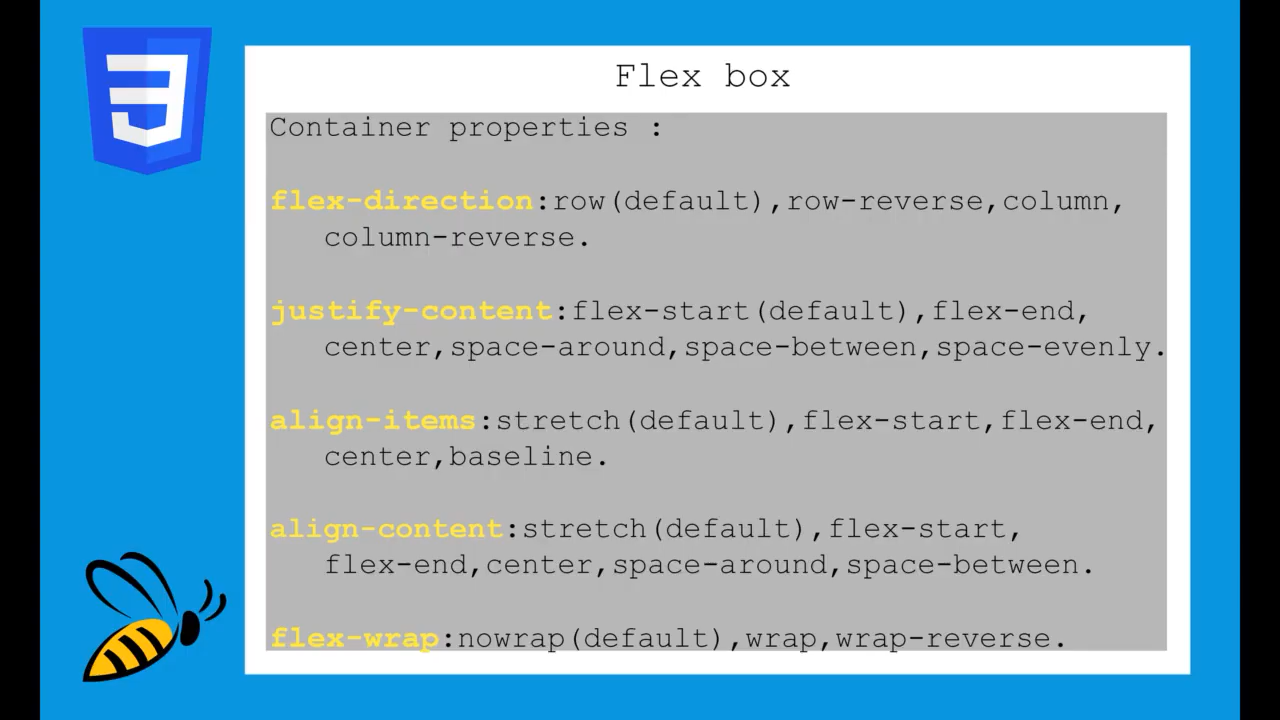 Flex box
Container properties :
flex-direction:row(default),row-reverse,column,
column-reverse.
justify-content:flex-start(default),flex-end,
center,space-around,space-between,space-evenly.
align-items:stretch(default),flex-start,flex-end,
center,baseline.
align-content:stretch(default),flex-start,
flex-end,center,space-around,space-between.
flex-wrap:nowrap(default),wrap,wrap-reverse.